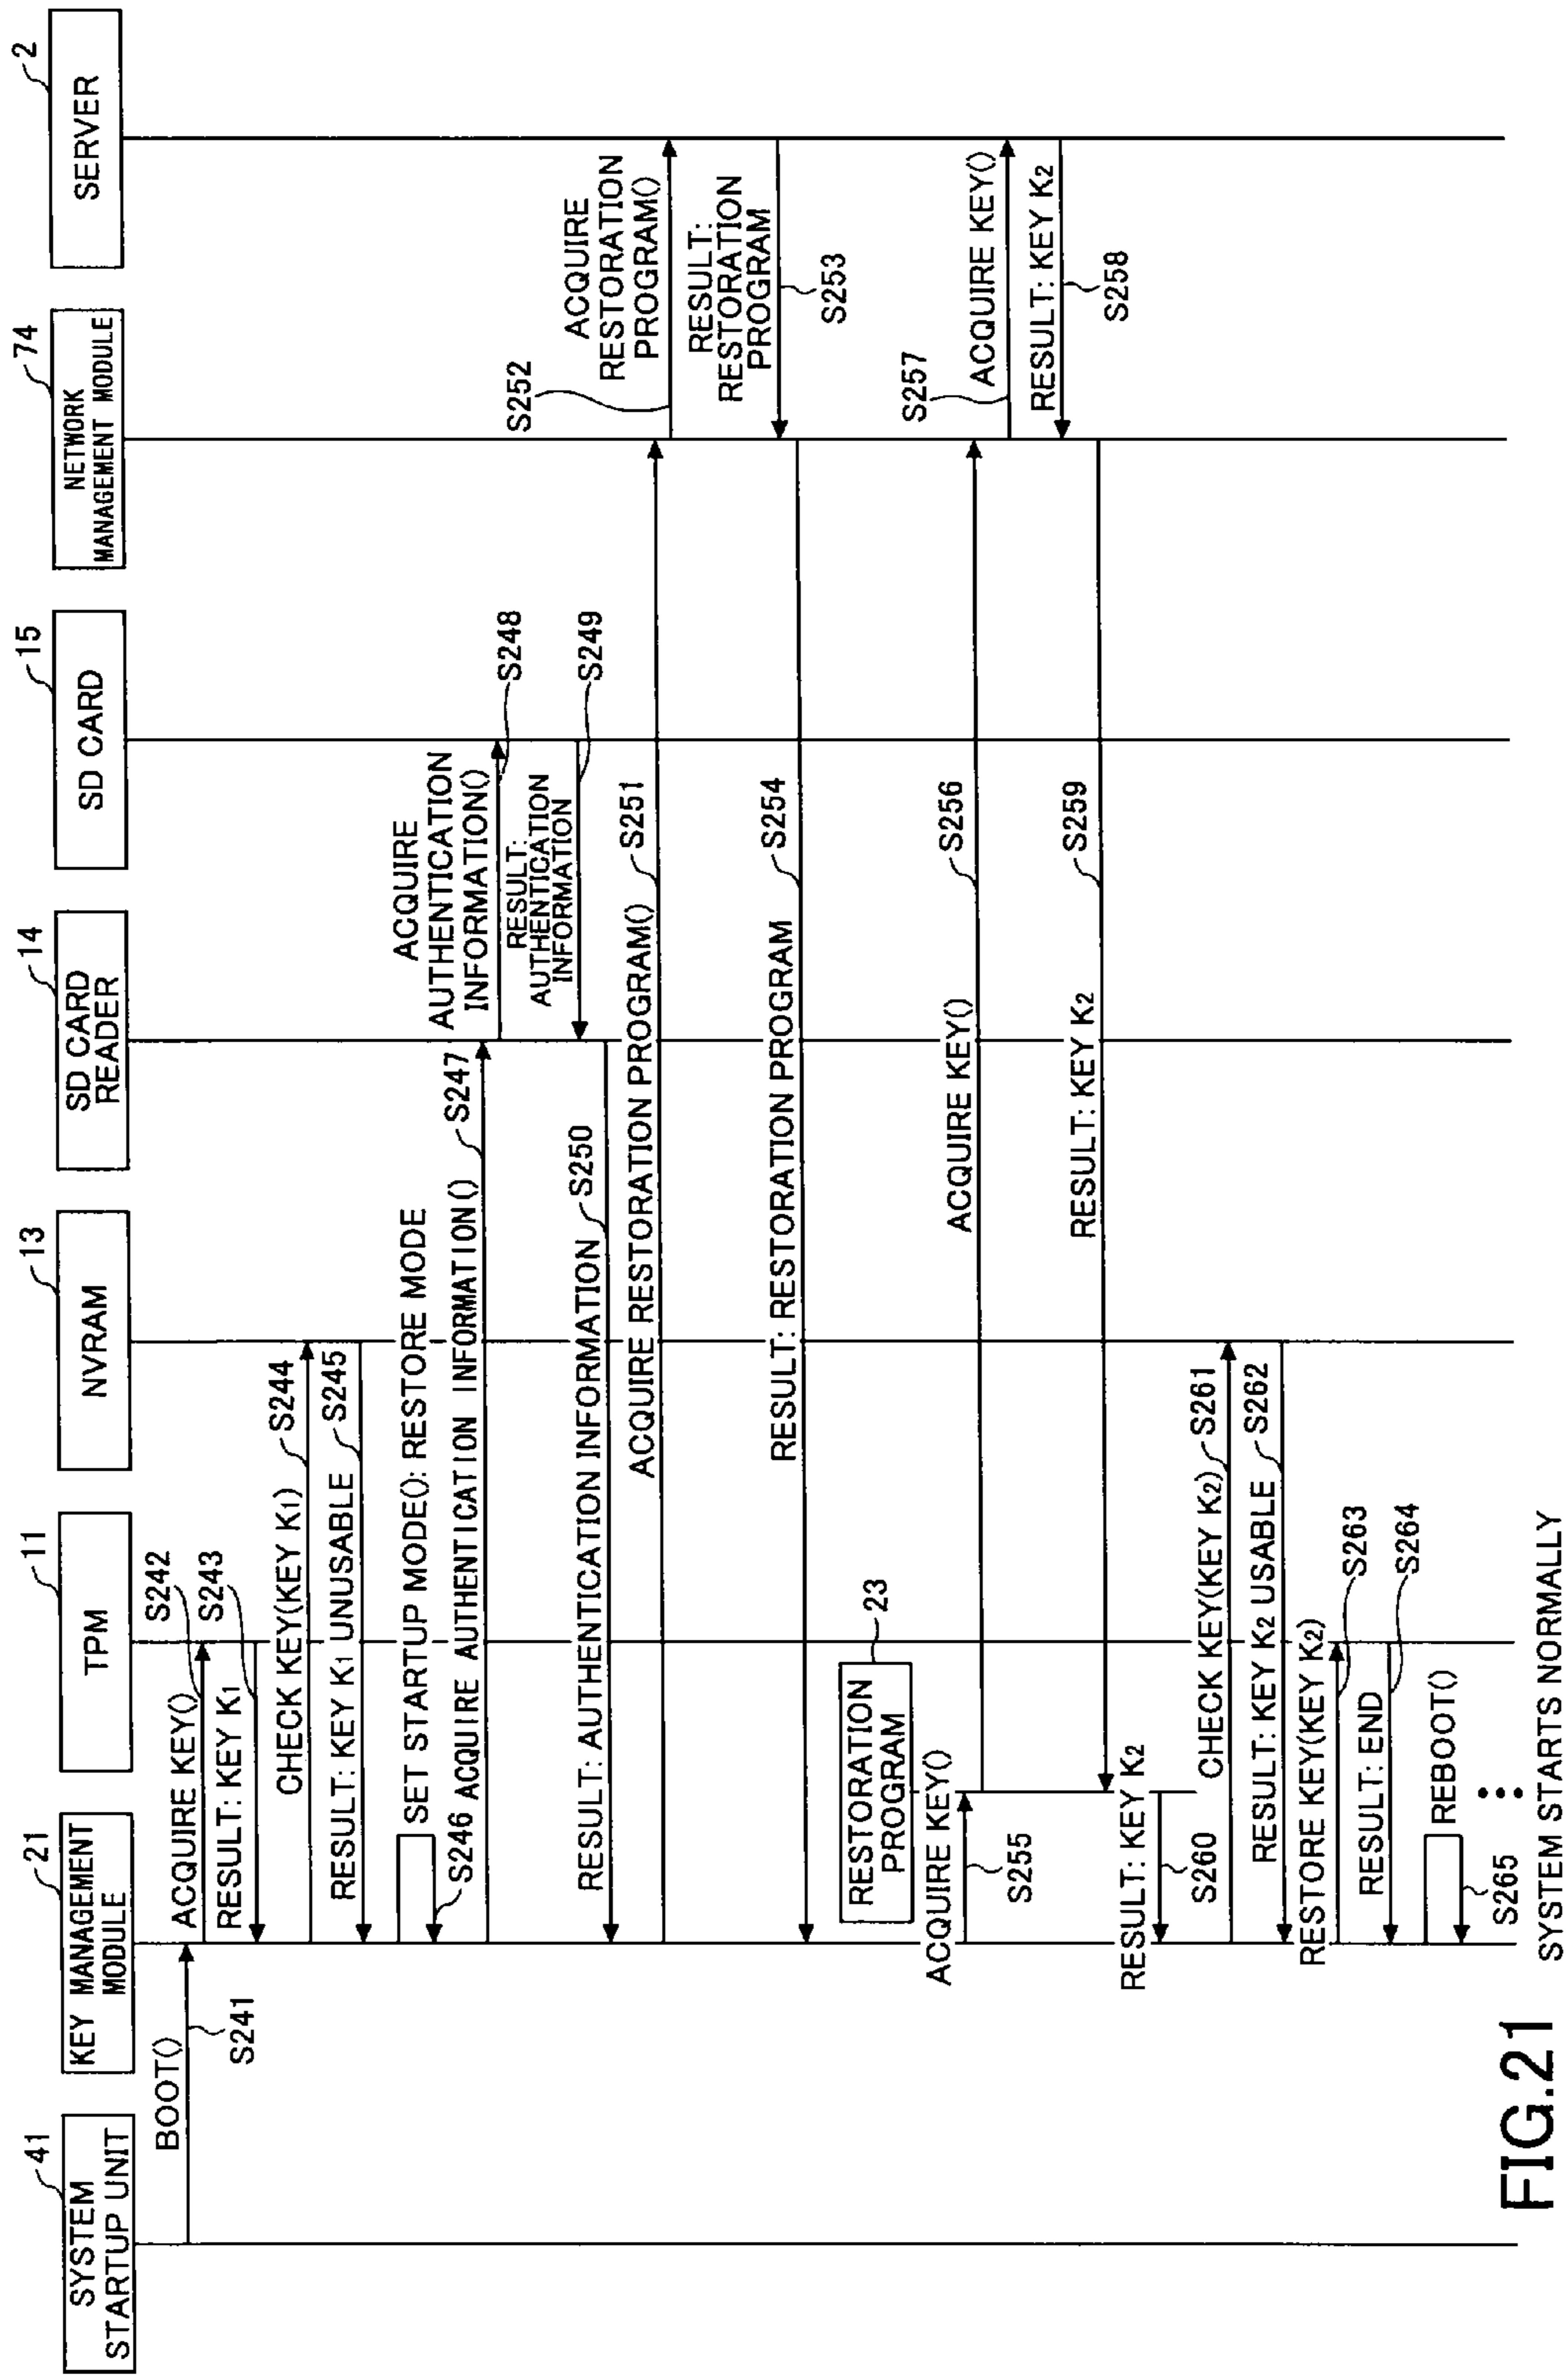 41
SYSTEM
STARTUP UNIT
21
KEY MANAGEMENT
MODULE
11
TPM
13
NVRAM
14
SD CARD
READER
15
SD CARD
74
NETWORK
MANAGEMENT MODULE
2
SERVER
BOOT()
S241
ACQUIRE KEY()
S242
RESULT: KEY K1
S243
CHECK KEY(KEY K1)
S244
RESULT: KEY K1 UNUSABLE
S245
SET STARTUP MODE(): RESTORE MODE
S246
ACQUIRE AUTHENTICATION INFORMATION()
S247
ACQUIRE
AUTHENTICATION
INFORMATION()
S248
RESULT:
AUTHENTICATION
INFORMATION
S249
RESULT: AUTHENTICATION INFORMATION
S250
ACQUIRE RESTORATION PROGRAM()
S251
S252
ACQUIRE
RESTORATION
PROGRAM()
RESULT:
RESTORATION
PROGRAM
S253
RESULT: RESTORATION PROGRAM
S254
23
RESTORATION
PROGRAM
ACQUIRE KEY()
S255
ACQUIRE KEY()
S256
S257
ACQUIRE KEY()
RESULT: KEY K2
S258
RESULT: KEY K2
S259
RESULT: KEY K2
S260
CHECK KEY(KEY K2)
S261
RESULT: KEY K2 USABLE
S262
RESTORE KEY(KEY K2)
S263
RESULT: END
S264
REBOOT()
S265
SYSTEM STARTS NORMALLY
FIG.21